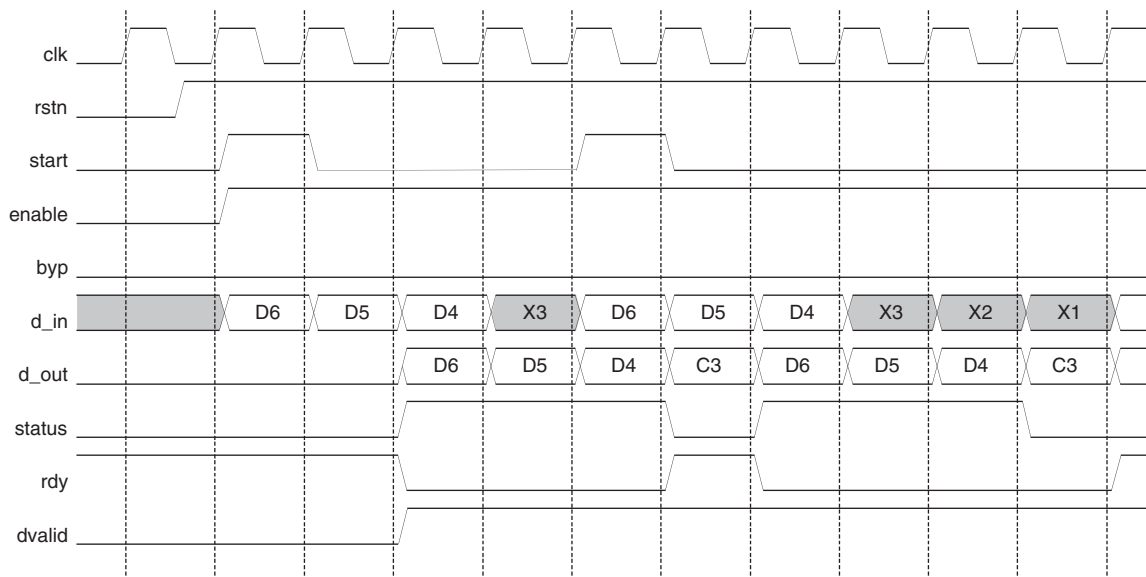 clk
rstn
start
enable
byp
d_in D6 D5 D4 X3 D6 D5 D4 X3 X2 X1
d_out D6 D5 D4 C3 D6 D5 D4 C3
status
rdy
dvalid